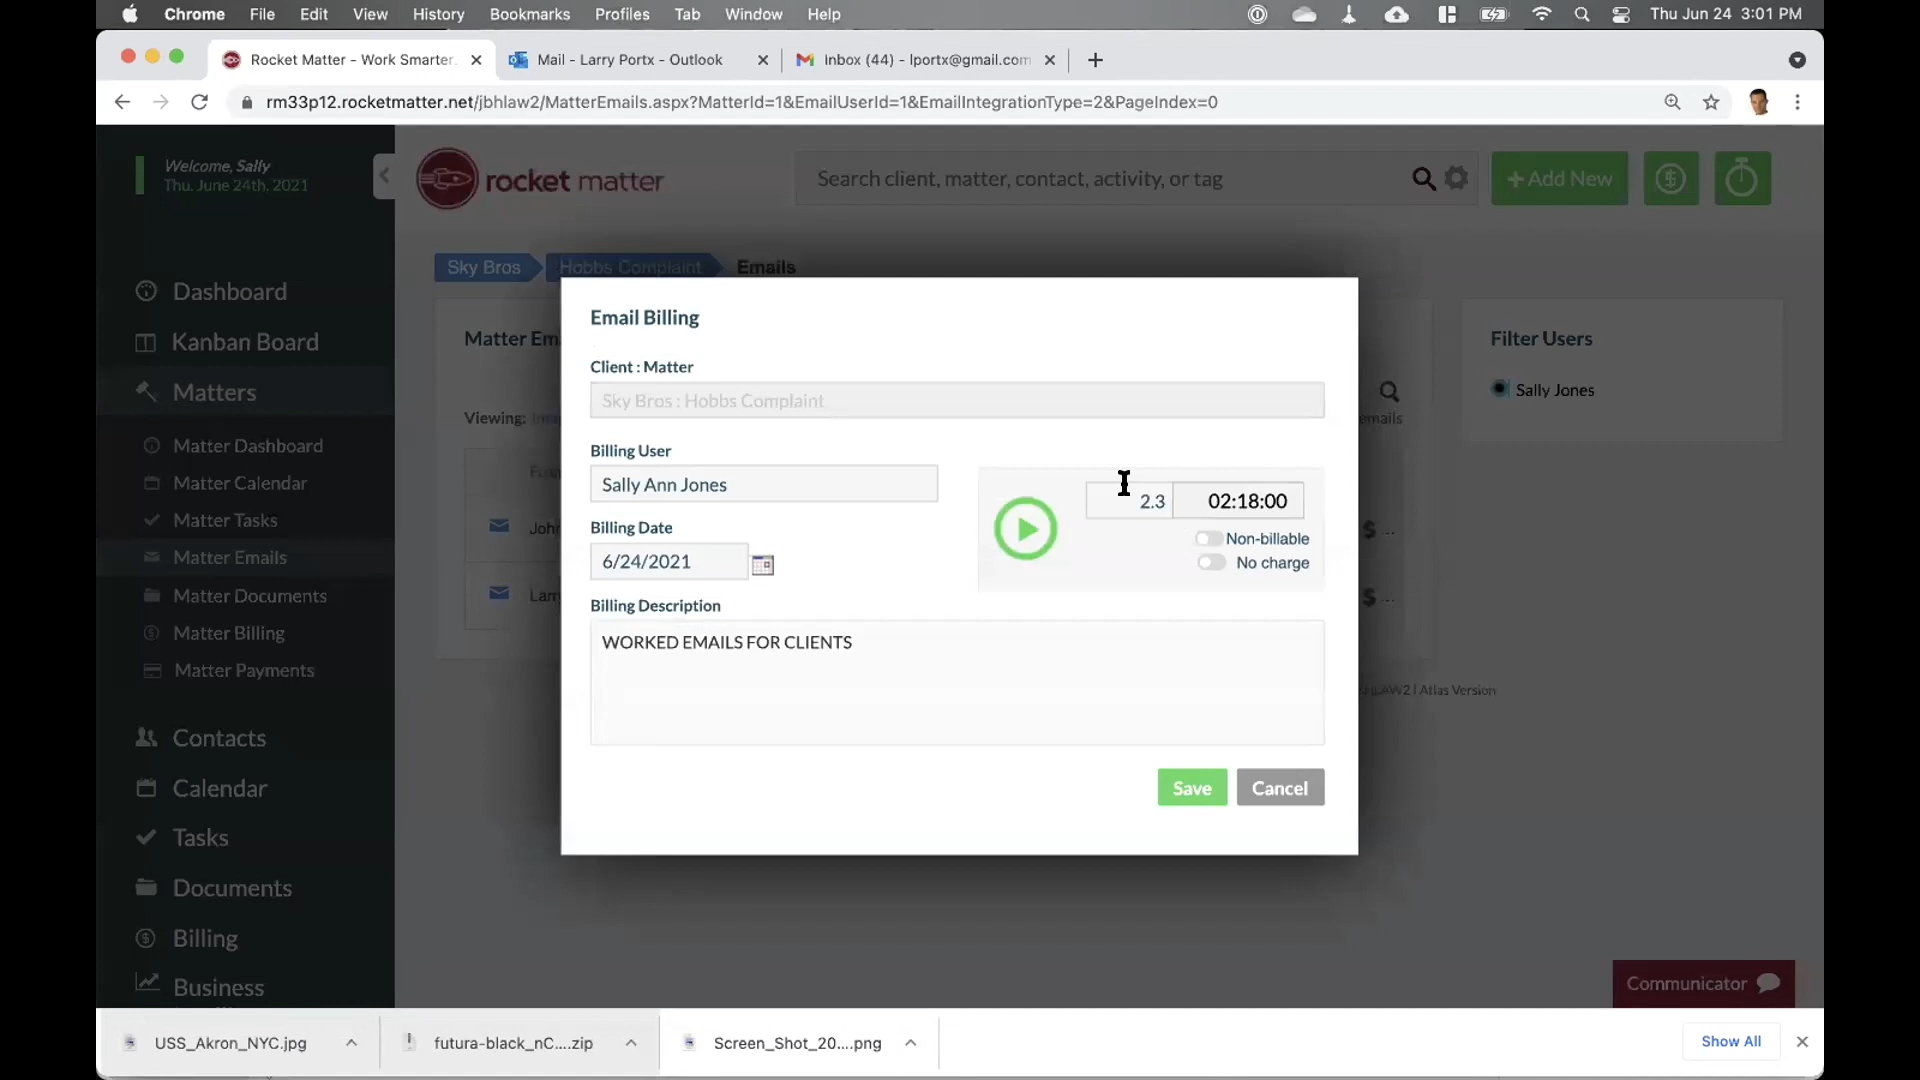 Chrome File Edit View History Bookmarks Profiles Tab Window Help Thu Jun 24 3:01 PM
Rocket Matter - Work Smarter. Mail - Larry Portx - Outlook Inbox (44) - lportx@gmail.com
rm33p12.rocketmatter.net/jbhlaw2/MatterEmails.aspx?MatterId=1&EmailUserId=1&EmailIntegrationType=2&PageIndex=0
Welcome, Sally
Thu. June 24th, 2021
rocket matter
Search client, matter, contact, activity, or tag
+ Add New
Dashboard
Kanban Board
Matters
Matter Dashboard
Matter Calendar
Matter Tasks
Matter Emails
Matter Documents
Matter Billing
Matter Payments
Contacts
Calendar
Tasks
Documents
Billing
Business
Sky Bros Hobbs Complaint Emails
Matter Em
Viewing:
emails
Filter Users
Sally Jones
Email Billing
Client : Matter
Sky Bros : Hobbs Complaint
Billing User
Sally Ann Jones
2.3 02:18:00
Non-billable
No charge
Billing Date
6/24/2021
Billing Description
WORKED EMAILS FOR CLIENTS
Save Cancel
$ ...
$ ...
LAW2 | Atlas Version
Communicator
USS_Akron_NYC.jpg futura-black_nC....zip Screen_Shot_20....png Show All